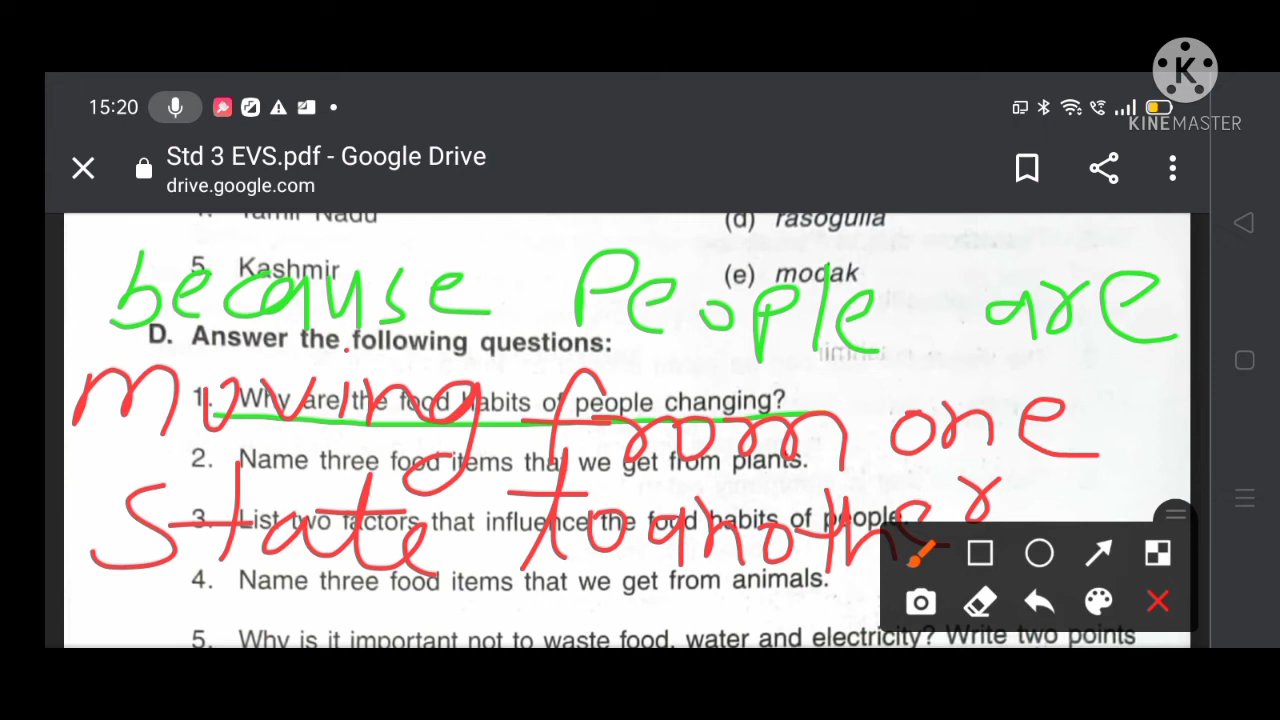 15:20
KINEMASTER
Std 3 EVS.pdf - Google Drive
drive.google.com
Tamil Nadu (d) rasogulla
5. Kashmir (e) modak
because People are
D. Answer the following questions:
moving from one
1. Why are the food habits of people changing?
2. Name three food items that we get from plants.
State to another
3. List two factors that influence the food habits of people.
4. Name three food items that we get from animals.
5. Why is it important not to waste food, water and electricity? Write two points